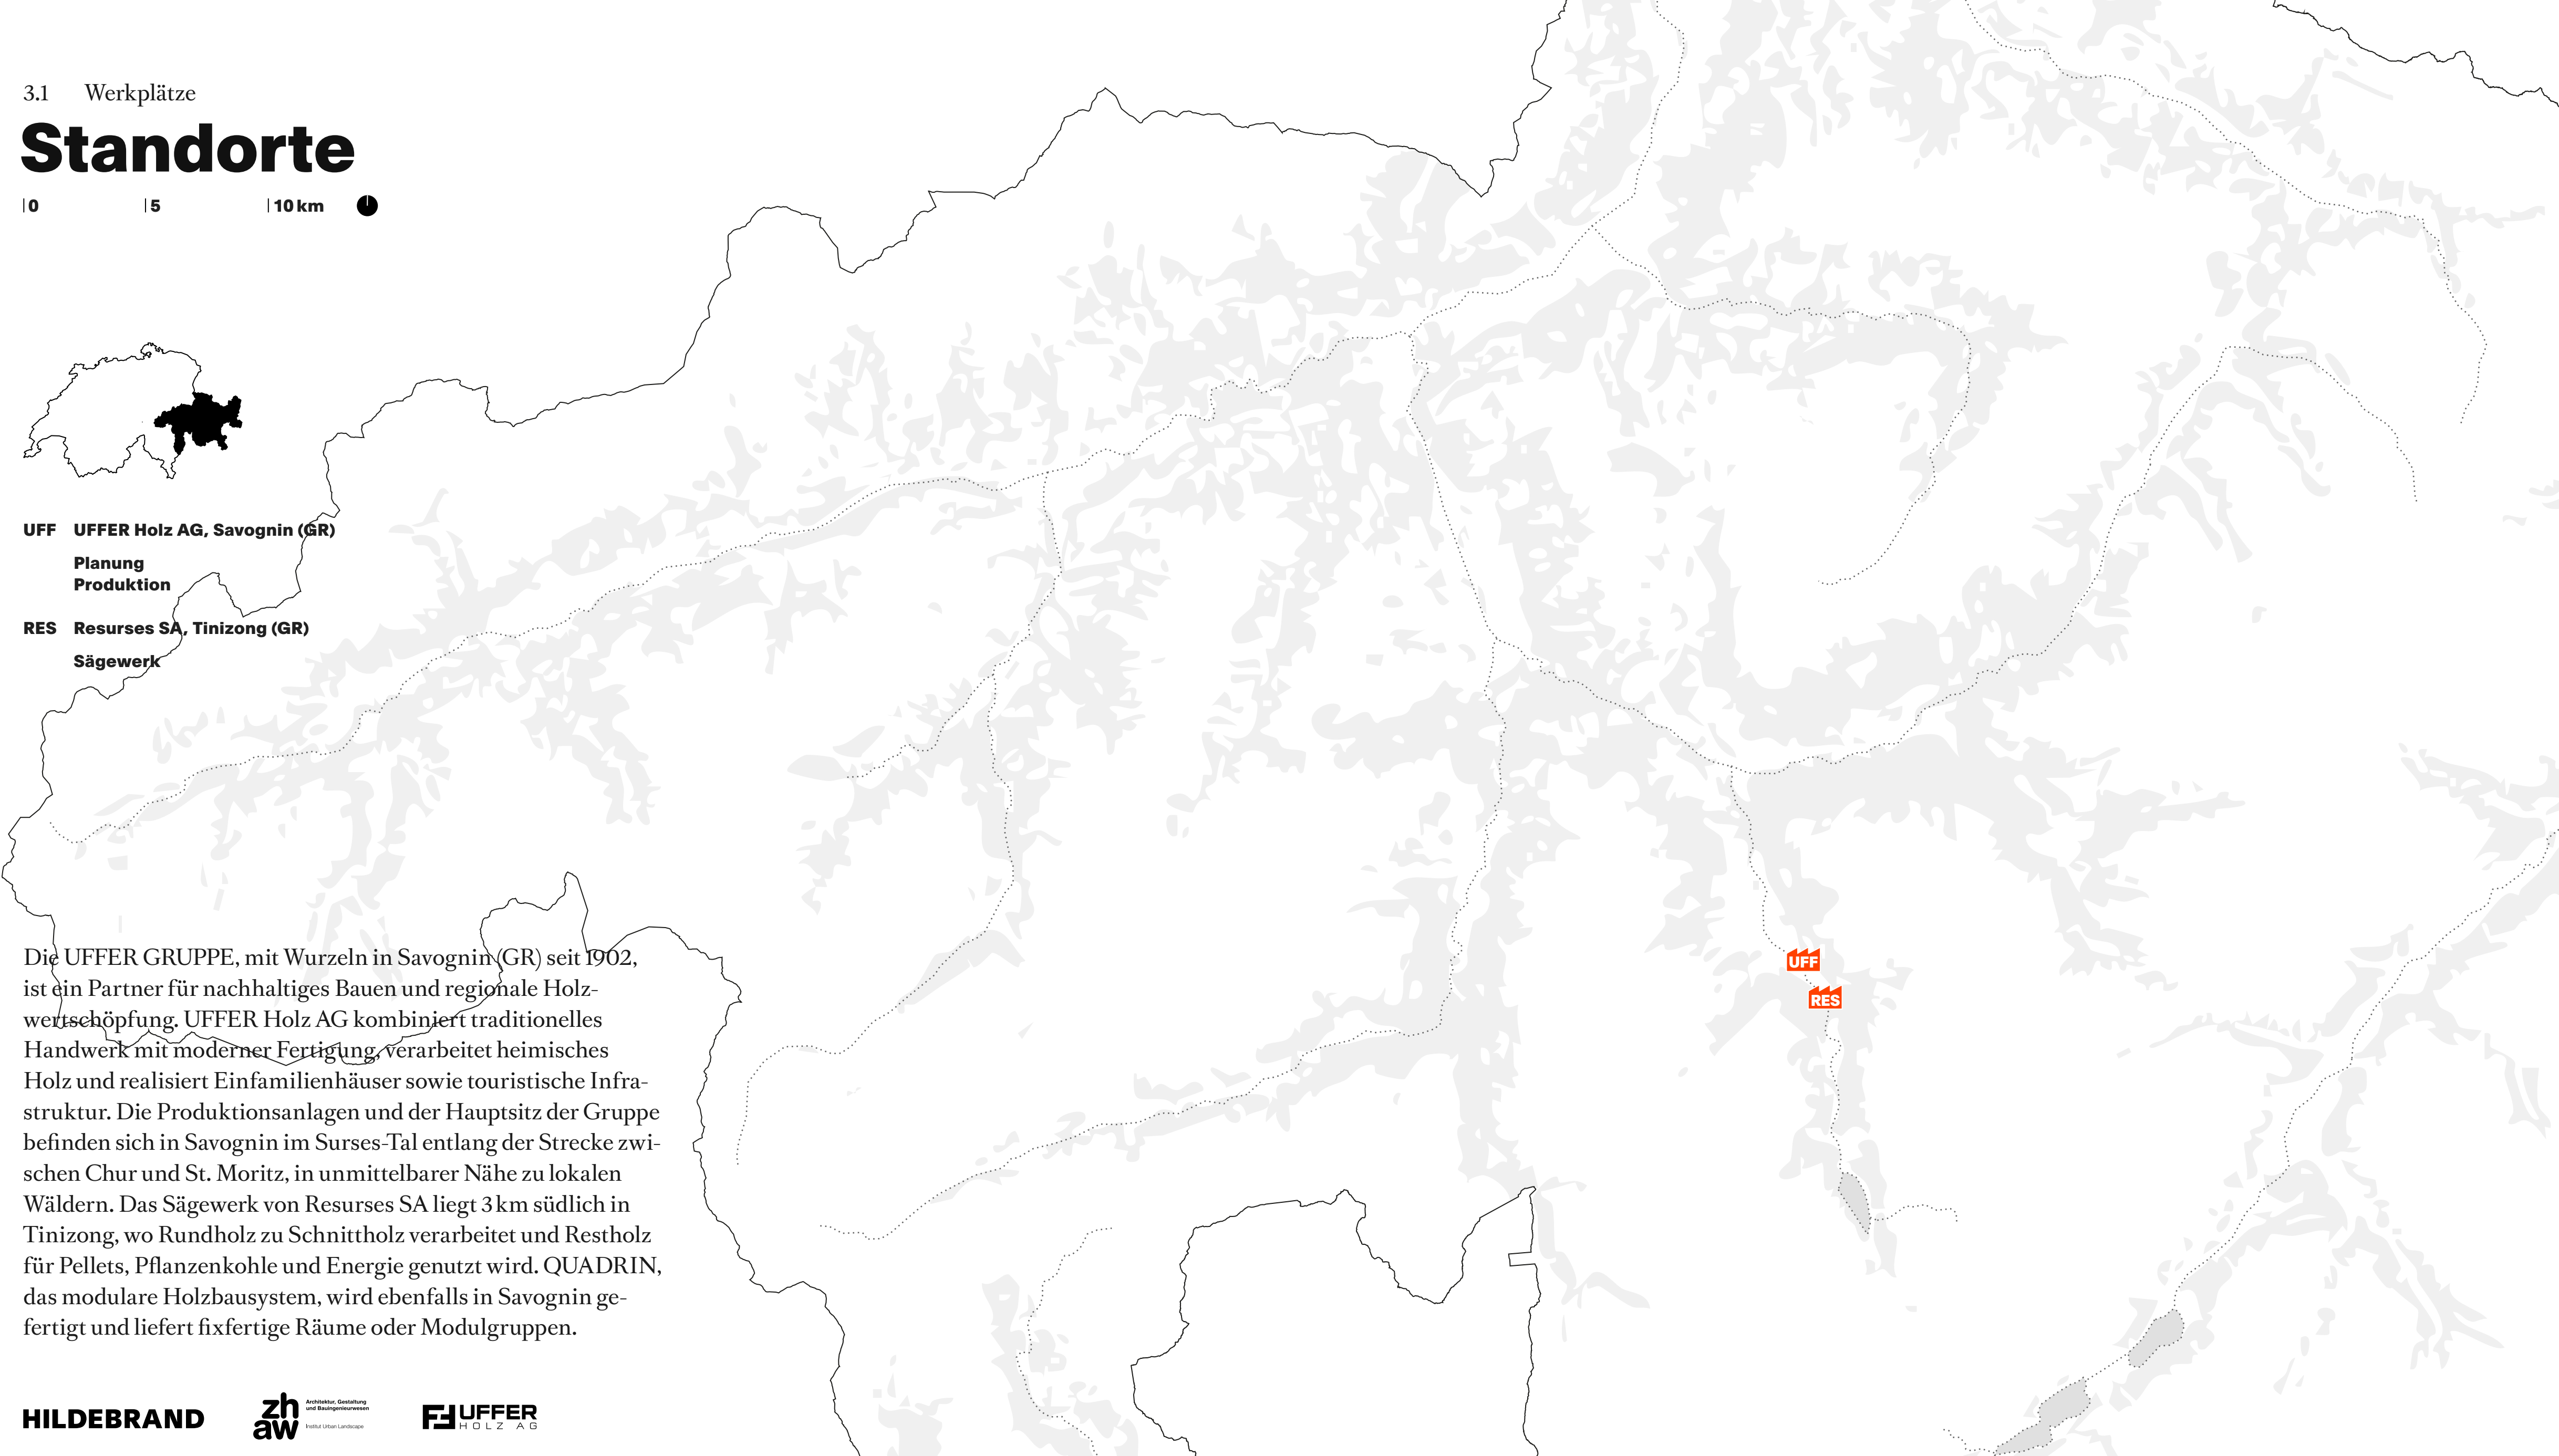 3.1 Werkplätze
Standorte
0 5 10 km
UFF UFFER Holz AG, Savognin (GR)
Planung
Produktion
RES Resurses SA, Tinizong (GR)
Sägewerk
Die UFFER GRUPPE, mit Wurzeln in Savognin (GR) seit 1902,
ist ein Partner für nachhaltiges Bauen und regionale Holz-
wertschöpfung. UFFER Holz AG kombiniert traditionelles
Handwerk mit moderner Fertigung, verarbeitet heimisches
Holz und realisiert Einfamilienhäuser sowie touristische Infra-
struktur. Die Produktionsanlagen und der Hauptsitz der Gruppe
befinden sich in Savognin im Surses-Tal entlang der Strecke zwi-
schen Chur und St. Moritz, in unmittelbarer Nähe zu lokalen
Wäldern. Das Sägewerk von Resurses SA liegt 3 km südlich in
Tinizong, wo Rundholz zu Schnittholz verarbeitet und Restholz
für Pellets, Pflanzenkohle und Energie genutzt wird. QUADRIN,
das modulare Holzbausystem, wird ebenfalls in Savognin ge-
fertigt und liefert fixfertige Räume oder Modulgruppen.
UFF
RES
HILDEBRAND
zh
aw
Architektur, Gestaltung
und Bauingenieurwesen
Institut Urban Landscape
UFFER
HOLZ AG